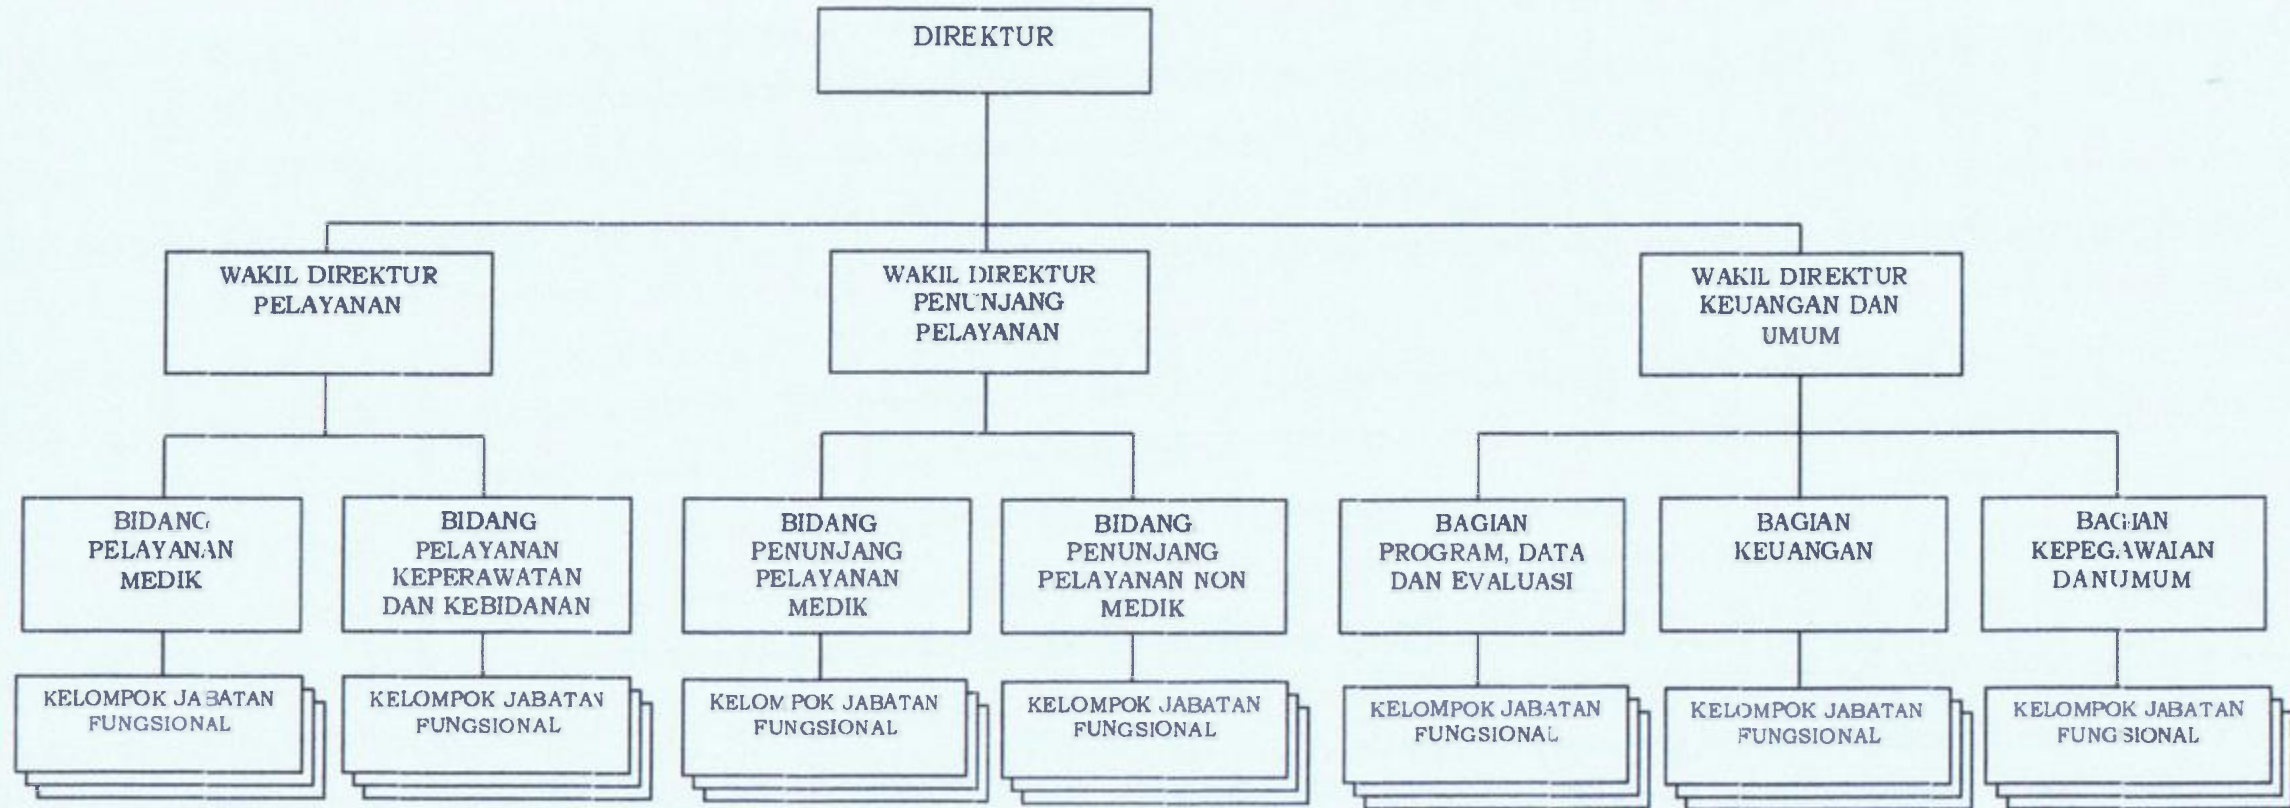 DIREKTUR
WAKIL DIREKTUR
PELAYANAN
WAKIL DIREKTUR
PENUNJANG
PELAYANAN
WAKIL DIREKTUR
KEUANGAN DAN
UMUM
BIDANG
PELAYANAN
MEDIK
BIDANG
PELAYANAN
KEPERAWATAN
DAN KEBIDANAN
BIDANG
PENUNJANG
PELAYANAN
MEDIK
BIDANG
PENUNJANG
PELAYANAN NON
MEDIK
BAGIAN
PROGRAM, DATA
DAN EVALUASI
BAGIAN
KEUANGAN
BAGIAN
KEPEGAWAIAN
DANUMUM
KELOMPOK JABATAN
FUNGSIONAL
KELOMPOK JABATAN
FUNGSIONAL
KELOMPOK JABATAN
FUNGSIONAL
KELOMPOK JABATAN
FUNGSIONAL
KELOMPOK JABATAN
FUNGSIONAL
KELOMPOK JABATAN
FUNGSIONAL
KELOMPOK JABATAN
FUNGSIONAL